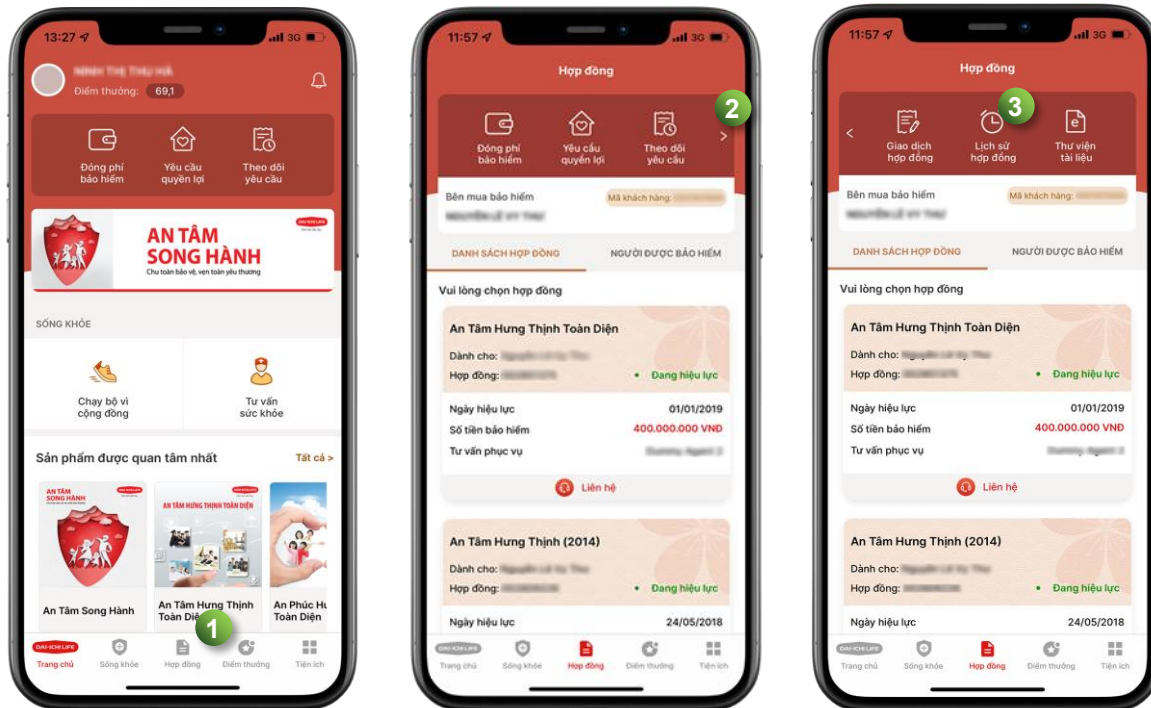 13:27
3G
Điểm thưởng: 69,1
Đóng phí
bảo hiểm
Yêu cầu
quyền lợi
Theo dõi
yêu cầu
DAI-ICHI LIFE
AN TÂM
SONG HÀNH
Chu toàn bảo vệ, vẹn toàn yêu thương
SỐNG KHỎE
Chạy bộ vì
cộng đồng
Tư vấn
sức khỏe
Sản phẩm được quan tâm nhất
Tất cả >
AN TÂM
SONG HÀNH
AN TÂM HƯNG THỊNH TOÀN DIỆN
An Tâm Song Hành
An Tâm Hưng Thịnh
Toàn Diện
An Phúc Hư
Toàn Diện
1
DAI-ICHI LIFE
Trang chủ
Sống khỏe
Hợp đồng
Điểm thưởng
Tiện ích
11:57
3G
Hợp đồng
2
Đóng phí
bảo hiểm
Yêu cầu
quyền lợi
Theo dõi
yêu cầu
>
Bên mua bảo hiểm
Mã khách hàng:
DANH SÁCH HỢP ĐỒNG
NGƯỜI ĐƯỢC BẢO HIỂM
Vui lòng chọn hợp đồng
An Tâm Hưng Thịnh Toàn Diện
Dành cho:
Hợp đồng:
• Đang hiệu lực
Ngày hiệu lực 01/01/2019
Số tiền bảo hiểm 400.000.000 VNĐ
Tư vấn phục vụ
Liên hệ
An Tâm Hưng Thịnh (2014)
Dành cho:
Hợp đồng:
• Đang hiệu lực
Ngày hiệu lực 24/05/2018
DAI-ICHI LIFE
Trang chủ
Sống khỏe
Hợp đồng
Điểm thưởng
Tiện ích
11:57
3G
Hợp đồng
3
<
Giao dịch
hợp đồng
Lịch sử
hợp đồng
Thư viện
tài liệu
Bên mua bảo hiểm
Mã khách hàng:
DANH SÁCH HỢP ĐỒNG
NGƯỜI ĐƯỢC BẢO HIỂM
Vui lòng chọn hợp đồng
An Tâm Hưng Thịnh Toàn Diện
Dành cho:
Hợp đồng:
• Đang hiệu lực
Ngày hiệu lực 01/01/2019
Số tiền bảo hiểm 400.000.000 VNĐ
Tư vấn phục vụ
Liên hệ
An Tâm Hưng Thịnh (2014)
Dành cho:
Hợp đồng:
• Đang hiệu lực
Ngày hiệu lực 24/05/2018
DAI-ICHI LIFE
Trang chủ
Sống khỏe
Hợp đồng
Điểm thưởng
Tiện ích